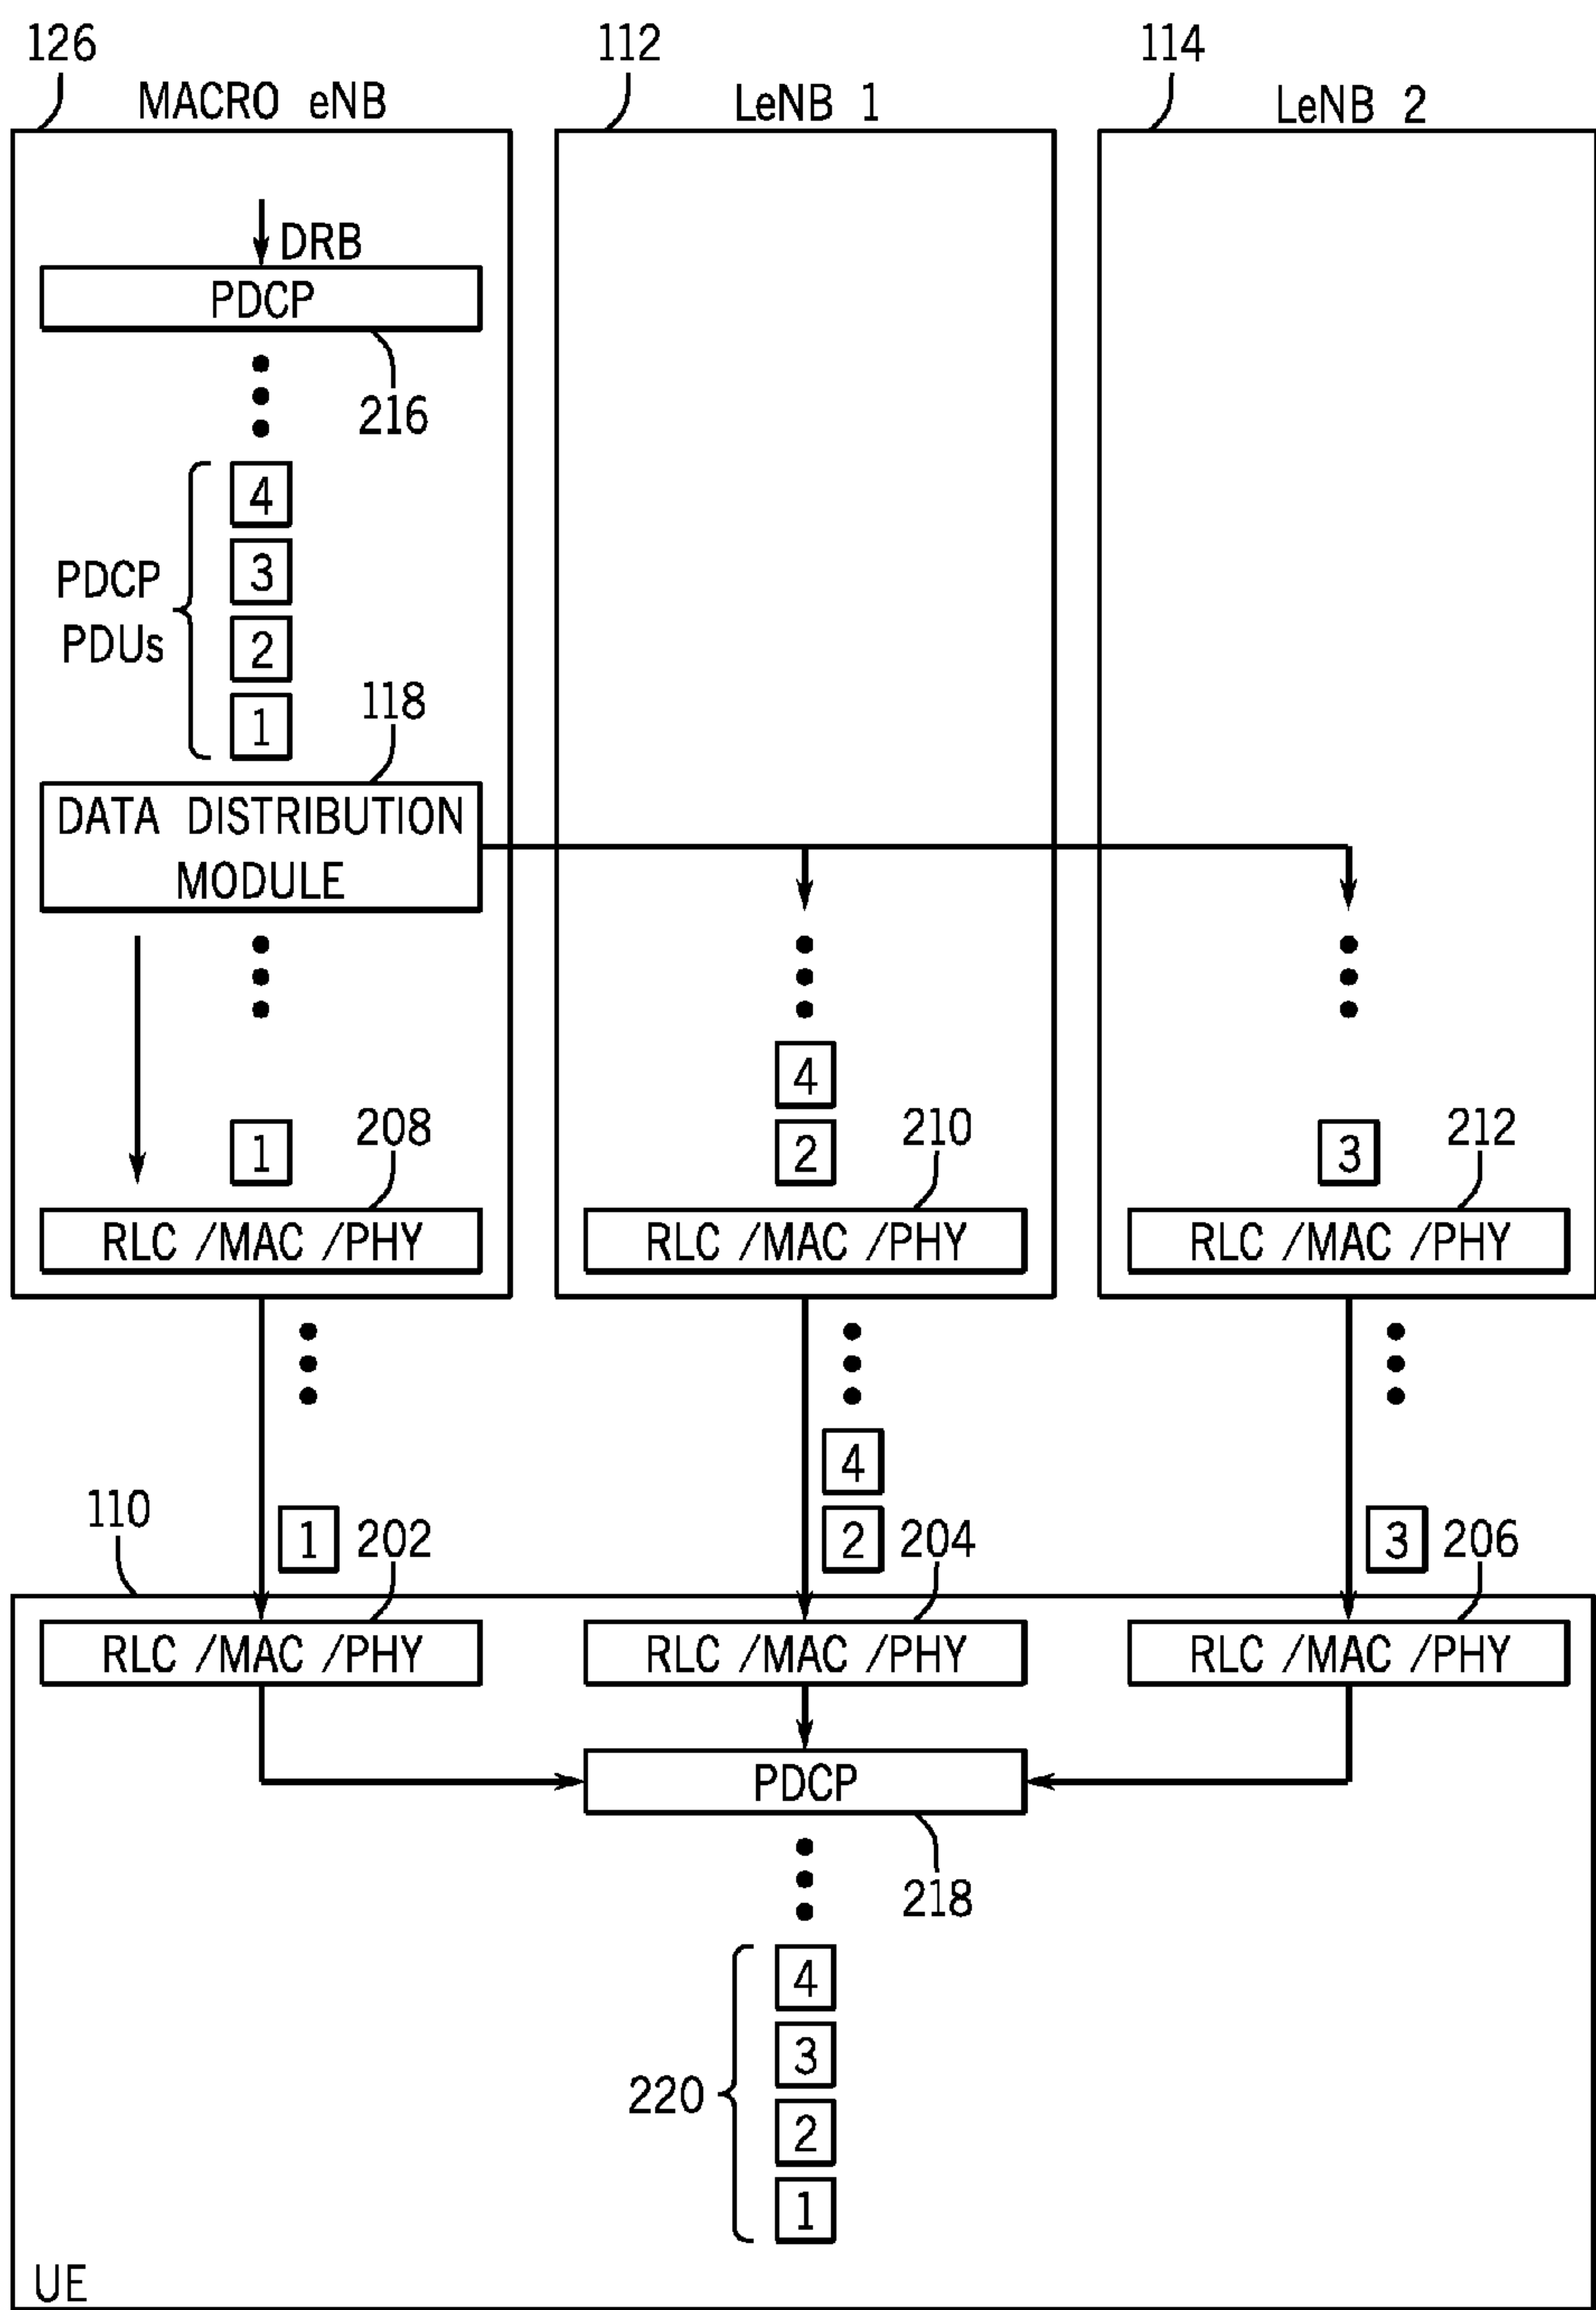 126
112
114
MACRO eNB
LeNB 1
LeNB 2
DRB
PDCP
216
4
3
2
1
PDCP
PDUs
118
DATA DISTRIBUTION
MODULE
4
1
208
2
210
3
212
RLC /MAC /PHY
RLC /MAC /PHY
RLC /MAC /PHY
4
110
1
202
2
204
3
206
RLC /MAC /PHY
RLC /MAC /PHY
RLC /MAC /PHY
PDCP
218
4
3
2
1
220
UE